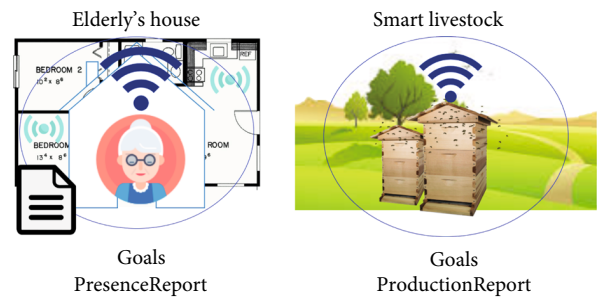 Elderly's house
Smart livestock
BEDROOM 2
REF
BEDROOM
ROOM
Goals
PresenceReport
Goals
ProductionReport